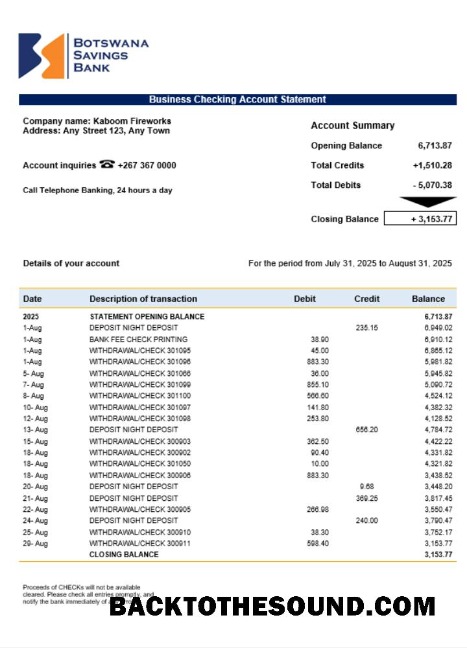 BOTSWANA
SAVINGS
BANK
Business Checking Account Statement
Company name: Kaboom Fireworks
Address: Any Street 123, Any Town
Account inquiries ☎ +267 367 0000
Call Telephone Banking, 24 hours a day
Account Summary
Opening Balance 6,713.87
Total Credits +1,510.28
Total Debits - 5,070.38
Closing Balance + 3,153.77
Details of your account For the period from July 31, 2025 to August 31, 2025
Date Description of transaction Debit Credit Balance
2025 STATEMENT OPENING BALANCE 6,713.87
1-Aug DEPOSIT NIGHT DEPOSIT 235.15 6,949.02
1-Aug BANK FEE CHECK PRINTING 38.90 6,910.12
1-Aug WITHDRAWAL/CHECK 301095 45.00 6,865.12
1-Aug WITHDRAWAL/CHECK 301096 883.30 5,981.82
5- Aug WITHDRAWAL/CHECK 301066 36.00 5,945.82
7- Aug WITHDRAWAL/CHECK 301099 855.10 5,090.72
8- Aug WITHDRAWAL/CHECK 301100 566.60 4,524.12
10- Aug WITHDRAWAL/CHECK 301097 141.80 4,382.32
12- Aug WITHDRAWAL/CHECK 301098 253.80 4,128.52
13- Aug DEPOSIT NIGHT DEPOSIT 656.20 4,784.72
15- Aug WITHDRAWAL/CHECK 300903 362.50 4,422.22
18- Aug WITHDRAWAL/CHECK 300902 90.40 4,331.82
18- Aug WITHDRAWAL/CHECK 301050 10.00 4,321.82
18- Aug WITHDRAWAL/CHECK 300906 883.30 3,438.52
20- Aug DEPOSIT NIGHT DEPOSIT 9.68 3,448.20
21- Aug DEPOSIT NIGHT DEPOSIT 369.25 3,817.45
22- Aug WITHDRAWAL/CHECK 300905 266.98 3,550.47
24- Aug DEPOSIT NIGHT DEPOSIT 240.00 3,790.47
25- Aug WITHDRAWAL/CHECK 300910 38.30 3,752.17
29- Aug WITHDRAWAL/CHECK 300911 598.40 3,153.77
CLOSING BALANCE 3,153.77
Proceeds of CHECKs will not be available
cleared. Please check all entries promptly, and
notify the bank immediately of
BACKTOTHESOUND.COM